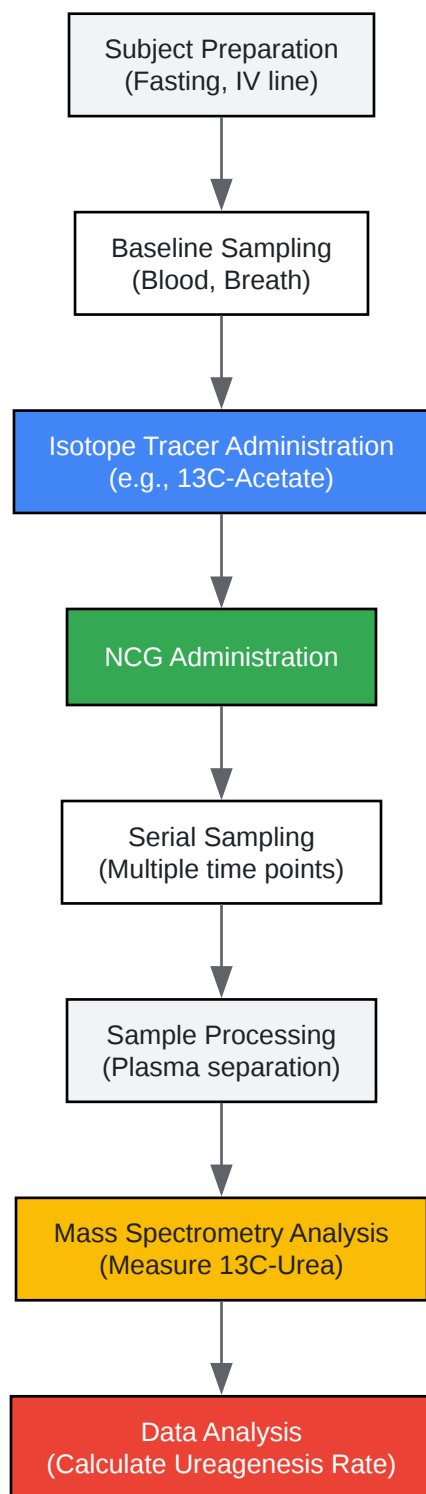 Subject Preparation
(Fasting, IV line)
Baseline Sampling
(Blood, Breath)
Isotope Tracer Administration
(e.g., 13C-Acetate)
NCG Administration
Serial Sampling
(Multiple time points)
Sample Processing
(Plasma separation)
Mass Spectrometry Analysis
(Measure 13C-Urea)
Data Analysis
(Calculate Ureagenesis Rate)